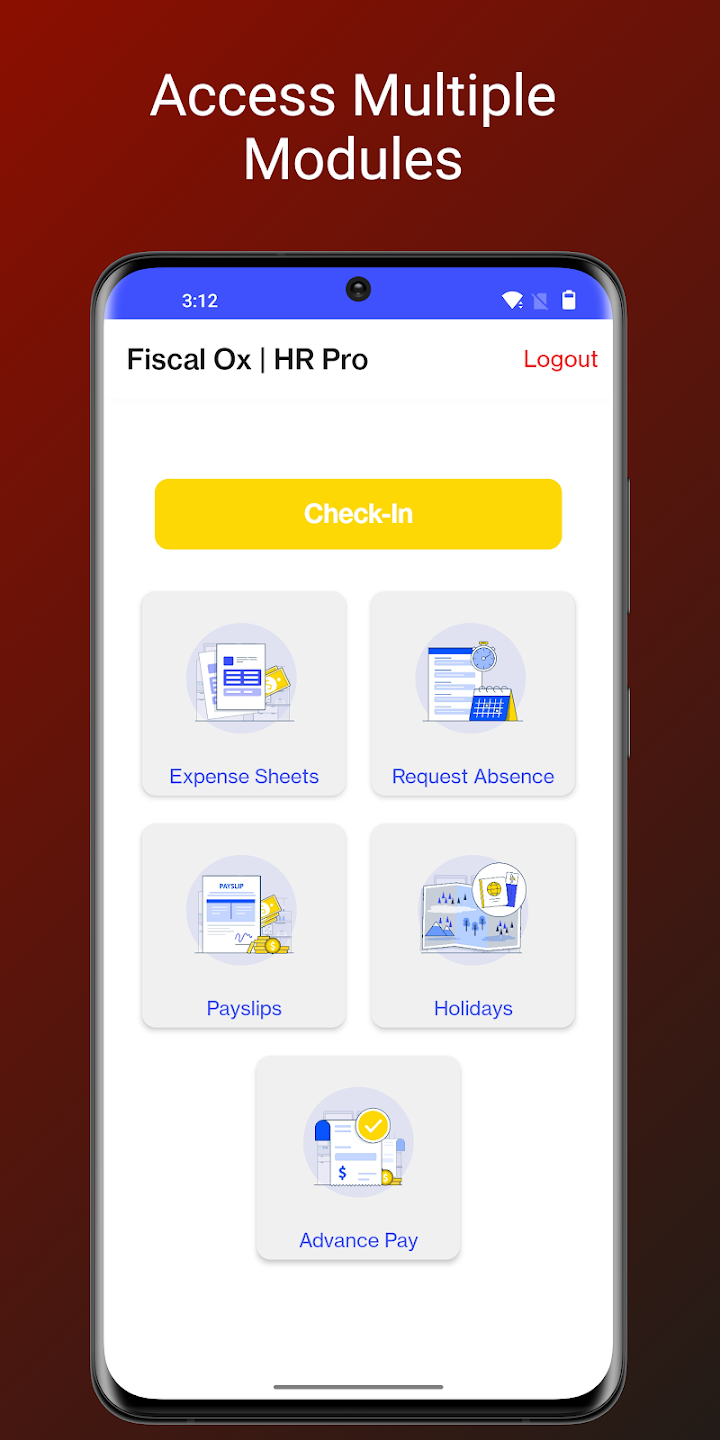 Access Multiple
Modules
3:12
Fiscal Ox | HR Pro
Logout
Check-In
Expense Sheets
Request Absence
PAYSLIP
Payslips
Holidays
$
Advance Pay